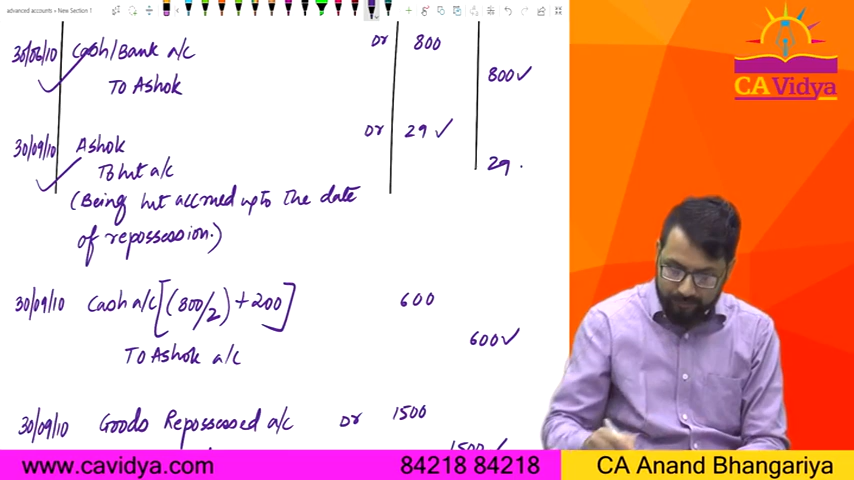 advanced accounts » New Section 1
30/06/10 Cash/Bank a/c Dr 800
To Ashok 800 ✓
30/09/10 Ashok Dr 29 ✓
To Int a/c 29.
(Being Int accrued upto the date
of repossession.)
30/09/10 Cash a/c [(800/2) + 200] 600
To Ashok a/c 600 ✓
30/09/10 Goods Repossessed a/c Dr 1500
1500 ✓
CA Vidya
www.cavidya.com 84218 84218 CA Anand Bhangariya